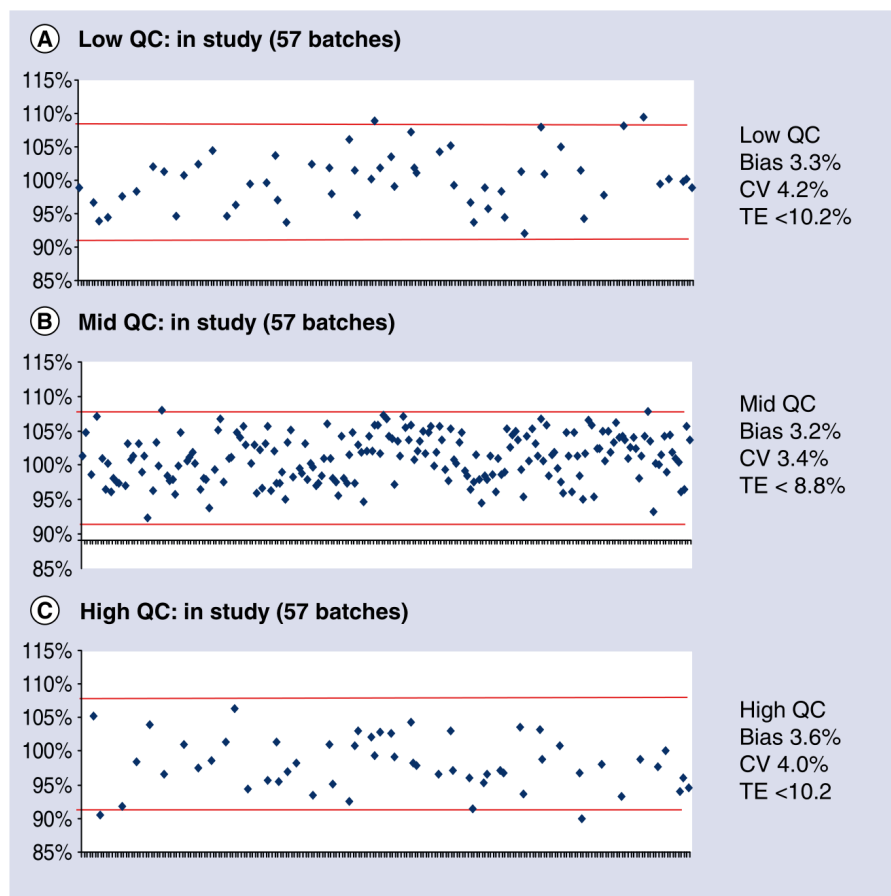 A Low QC: in study (57 batches)
115%
110%
105%
100%
95%
90%
85%
Low QC
Bias 3.3%
CV 4.2%
TE <10.2%
B Mid QC: in study (57 batches)
115%
110%
105%
100%
95%
90%
85%
Mid QC
Bias 3.2%
CV 3.4%
TE < 8.8%
C High QC: in study (57 batches)
115%
110%
105%
100%
95%
90%
85%
High QC
Bias 3.6%
CV 4.0%
TE <10.2